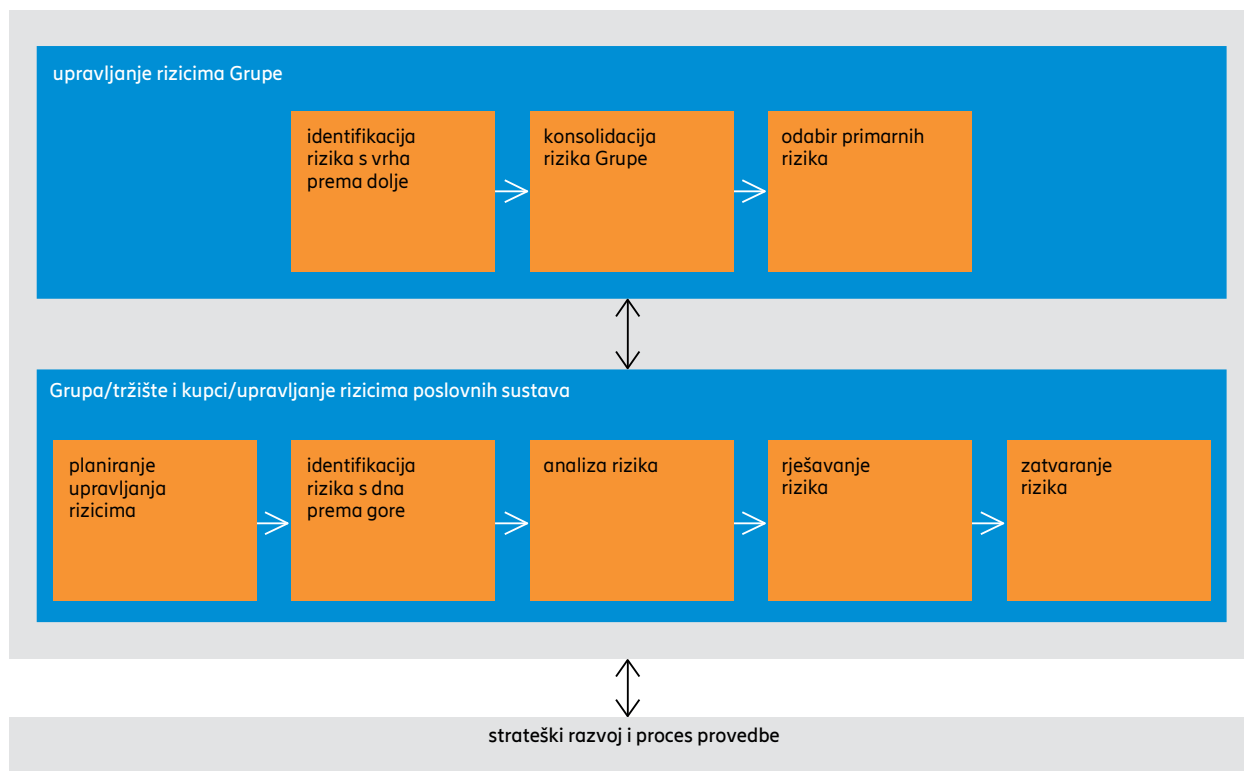 upravljanje rizicima Grupe
identifikacija
rizika s vrha
prema dolje
konsolidacija
rizika Grupe
odabir primarnih
rizika
Grupa/tržište i kupci/upravljanje rizicima poslovnih sustava
planiranje
upravljanja
rizicima
identifikacija
rizika s dna
prema gore
analiza rizika
rješavanje
rizika
zatvaranje
rizika
strateški razvoj i proces provedbe